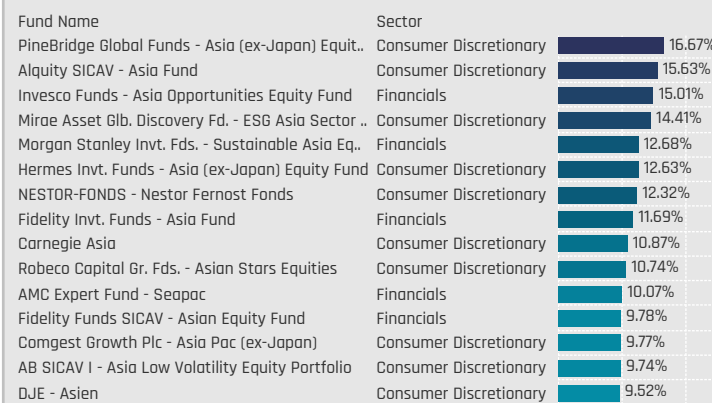 Fund Name Sector
PineBridge Global Funds - Asia (ex-Japan) Equit.. Consumer Discretionary 16.67%
Alquity SICAV - Asia Fund Consumer Discretionary 15.63%
Invesco Funds - Asia Opportunities Equity Fund Financials 15.01%
Mirae Asset Glb. Discovery Fd. - ESG Asia Sector .. Consumer Discretionary 14.41%
Morgan Stanley Invt. Fds. - Sustainable Asia Eq.. Financials 12.68%
Hermes Invt. Funds - Asia (ex-Japan) Equity Fund Consumer Discretionary 12.63%
NESTOR-FONDS - Nestor Fernost Fonds Consumer Discretionary 12.32%
Fidelity Invt. Funds - Asia Fund Financials 11.69%
Carnegie Asia Consumer Discretionary 10.87%
Robeco Capital Gr. Fds. - Asian Stars Equities Consumer Discretionary 10.74%
AMC Expert Fund - Seapac Financials 10.07%
Fidelity Funds SICAV - Asian Equity Fund Financials 9.78%
Comgest Growth Plc - Asia Pac (ex-Japan) Consumer Discretionary 9.77%
AB SICAV I - Asia Low Volatility Equity Portfolio Consumer Discretionary 9.74%
DJE - Asien Consumer Discretionary 9.52%